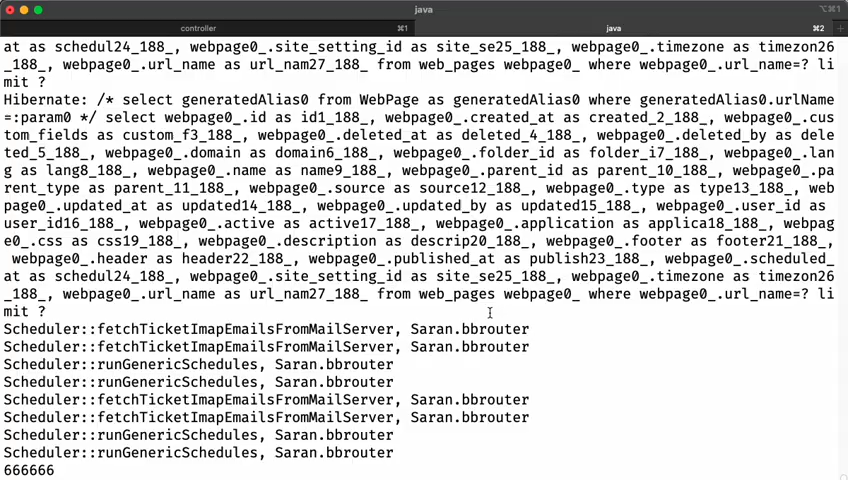 java
⌥⌘1
controller
⌘1
java
⌘2
+
at as schedul24_188_, webpage0_.site_setting_id as site_se25_188_, webpage0_.timezone as timezon26
_188_, webpage0_.url_name as url_nam27_188_ from web_pages webpage0_ where webpage0_.url_name=? li
mit ?
Hibernate: /* select generatedAlias0 from WebPage as generatedAlias0 where generatedAlias0.urlName
=:param0 */ select webpage0_.id as id1_188_, webpage0_.created_at as created_2_188_, webpage0_.cus
tom_fields as custom_f3_188_, webpage0_.deleted_at as deleted_4_188_, webpage0_.deleted_by as dele
ted_5_188_, webpage0_.domain as domain6_188_, webpage0_.folder_id as folder_i7_188_, webpage0_.lan
g as lang8_188_, webpage0_.name as name9_188_, webpage0_.parent_id as parent_10_188_, webpage0_.pa
rent_type as parent_11_188_, webpage0_.source as source12_188_, webpage0_.type as type13_188_, web
page0_.updated_at as updated14_188_, webpage0_.updated_by as updated15_188_, webpage0_.user_id as
user_id16_188_, webpage0_.active as active17_188_, webpage0_.application as applica18_188_, webpag
e0_.css as css19_188_, webpage0_.description as descrip20_188_, webpage0_.footer as footer21_188_,
webpage0_.header as header22_188_, webpage0_.published_at as publish23_188_, webpage0_.scheduled_
at as schedul24_188_, webpage0_.site_setting_id as site_se25_188_, webpage0_.timezone as timezon26
_188_, webpage0_.url_name as url_nam27_188_ from web_pages webpage0_ where webpage0_.url_name=? li
mit ?
Scheduler::fetchTicketImapEmailsFromMailServer, Saran.bbrouter
Scheduler::fetchTicketImapEmailsFromMailServer, Saran.bbrouter
Scheduler::runGenericSchedules, Saran.bbrouter
Scheduler::runGenericSchedules, Saran.bbrouter
Scheduler::fetchTicketImapEmailsFromMailServer, Saran.bbrouter
Scheduler::fetchTicketImapEmailsFromMailServer, Saran.bbrouter
Scheduler::runGenericSchedules, Saran.bbrouter
Scheduler::runGenericSchedules, Saran.bbrouter
666666